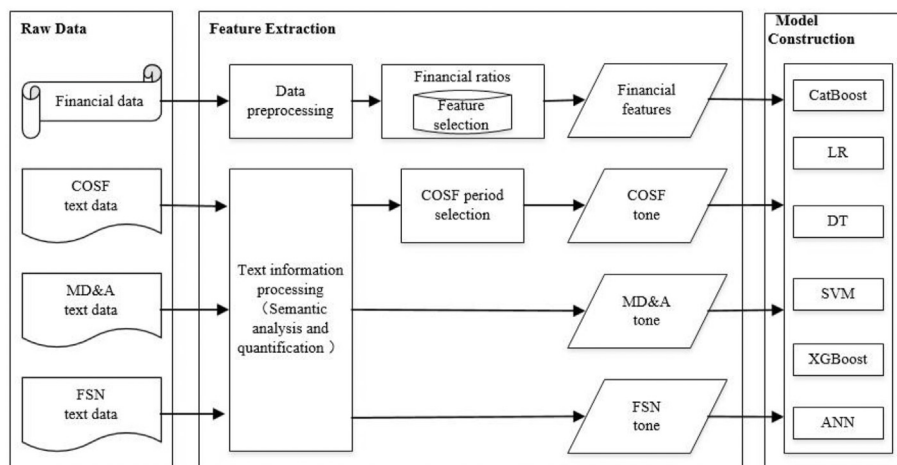 Raw Data
Financial data
COSF
text data
MD&A
text data
FSN
text data
Feature Extraction
Data
preprocessing
Financial ratios
Feature
selection
Financial
features
Text information
processing
（Semantic
analysis and
quantification ）
COSF period
selection
COSF
tone
MD&A
tone
FSN
tone
Model
Construction
CatBoost
LR
DT
SVM
XGBoost
ANN